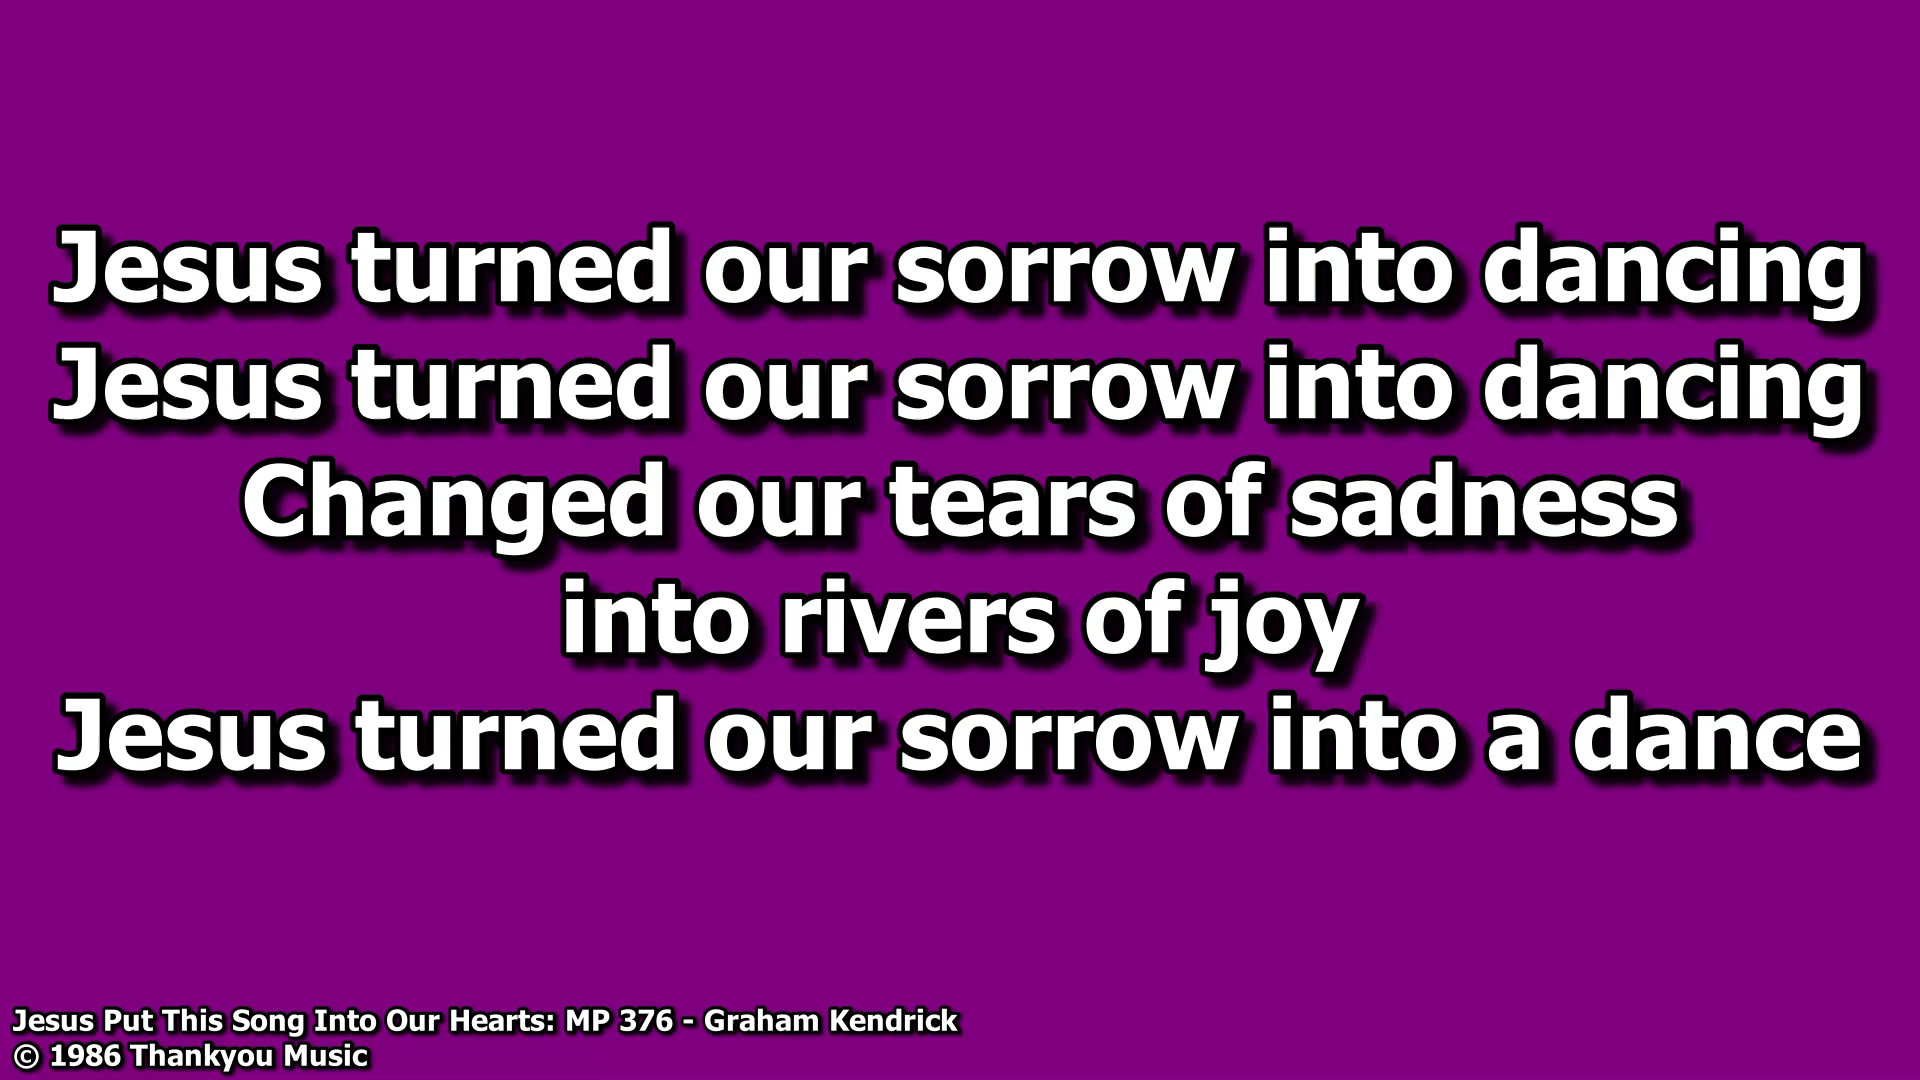 Jesus turned our sorrow into dancing
Jesus turned our sorrow into dancing
Changed our tears of sadness
into rivers of joy
Jesus turned our sorrow into a dance
Jesus Put This Song Into Our Hearts: MP 376 - Graham Kendrick
© 1986 Thankyou Music